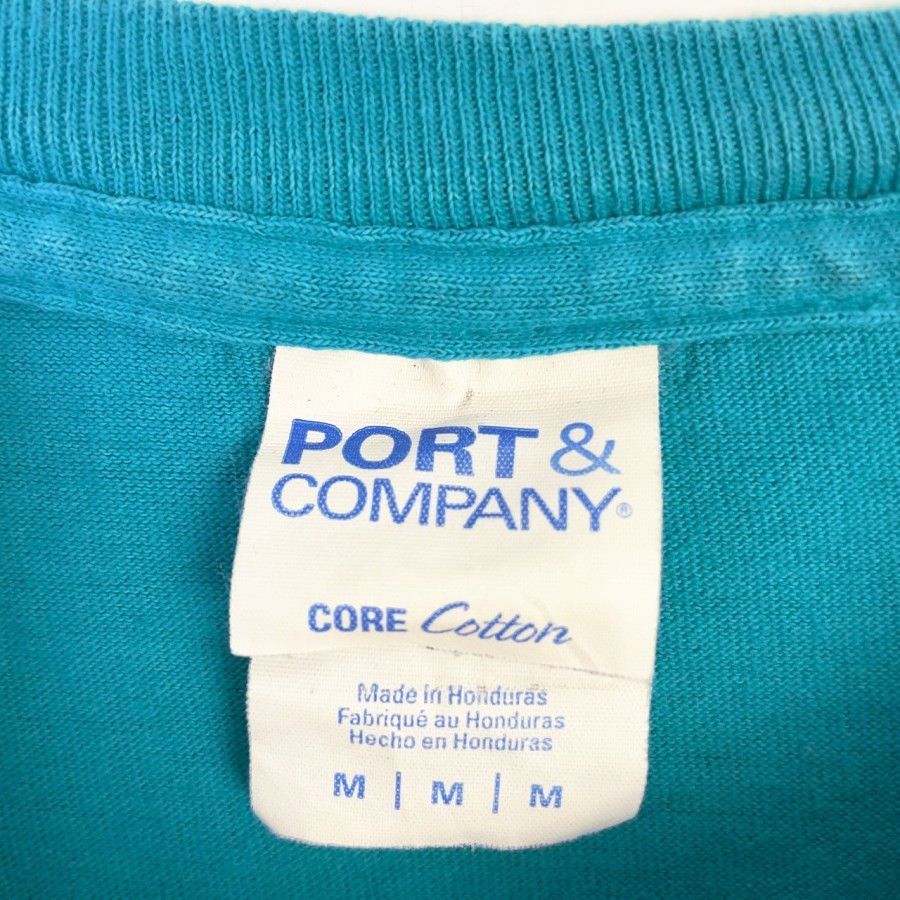 PORT &
COMPANY®
CORE Cotton
Made in Honduras
Fabriqué au Honduras
Hecho en Honduras
M | M | M